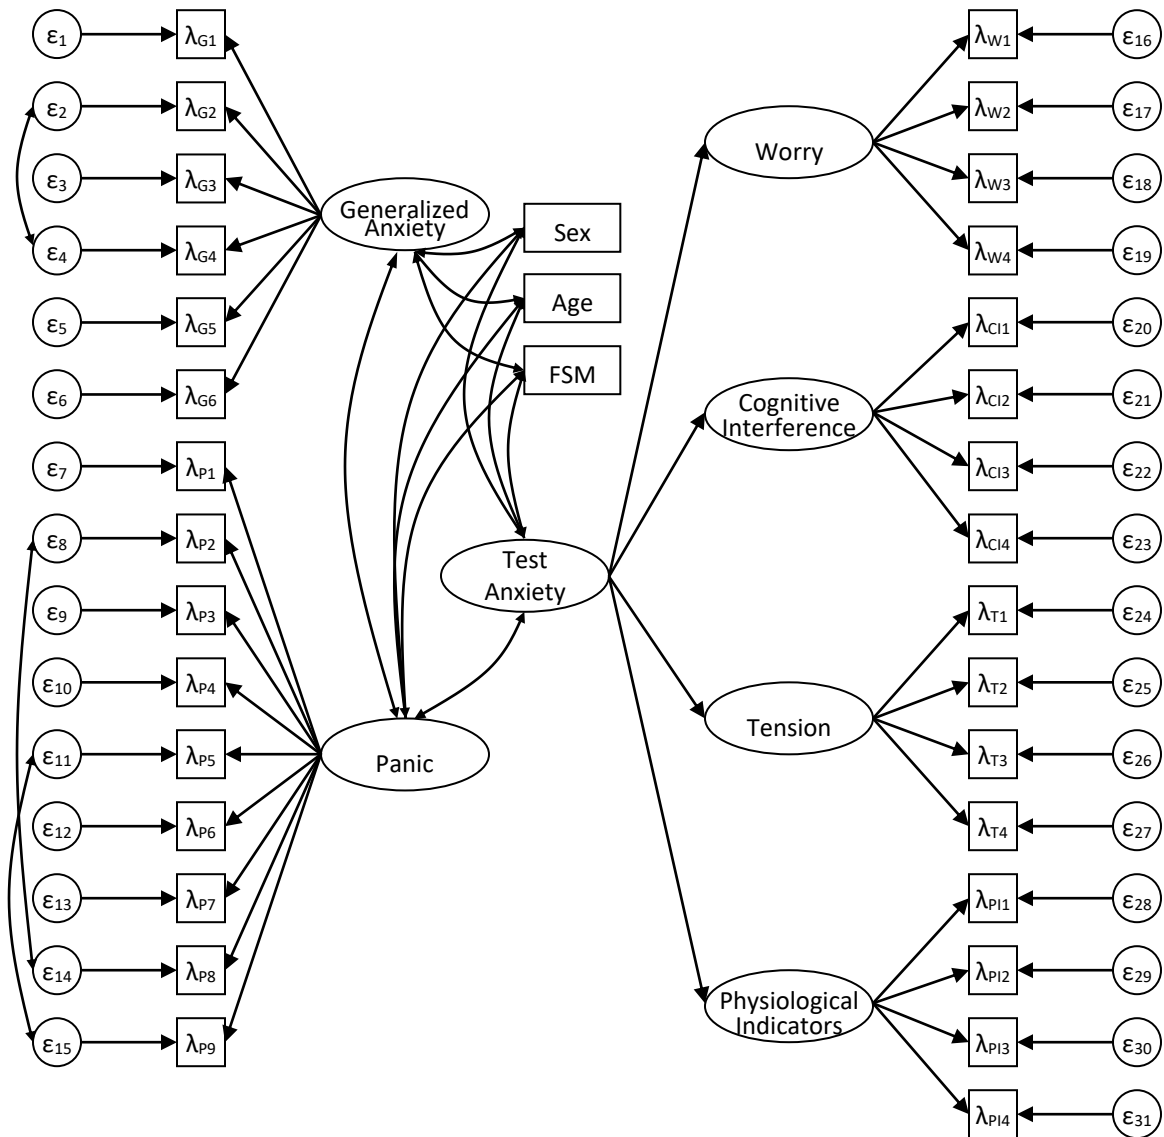 ε1 λG1
ε2 λG2
ε3 λG3
ε4 λG4
ε5 λG5
ε6 λG6
ε7 λP1
ε8 λP2
ε9 λP3
ε10 λP4
ε11 λP5
ε12 λP6
ε13 λP7
ε14 λP8
ε15 λP9
Generalized
Anxiety
Panic
Sex
Age
FSM
Test
Anxiety
Worry
Cognitive
Interference
Tension
Physiological
Indicators
λW1 ε16
λW2 ε17
λW3 ε18
λW4 ε19
λCI1 ε20
λCI2 ε21
λCI3 ε22
λCI4 ε23
λT1 ε24
λT2 ε25
λT3 ε26
λT4 ε27
λPI1 ε28
λPI2 ε29
λPI3 ε30
λPI4 ε31